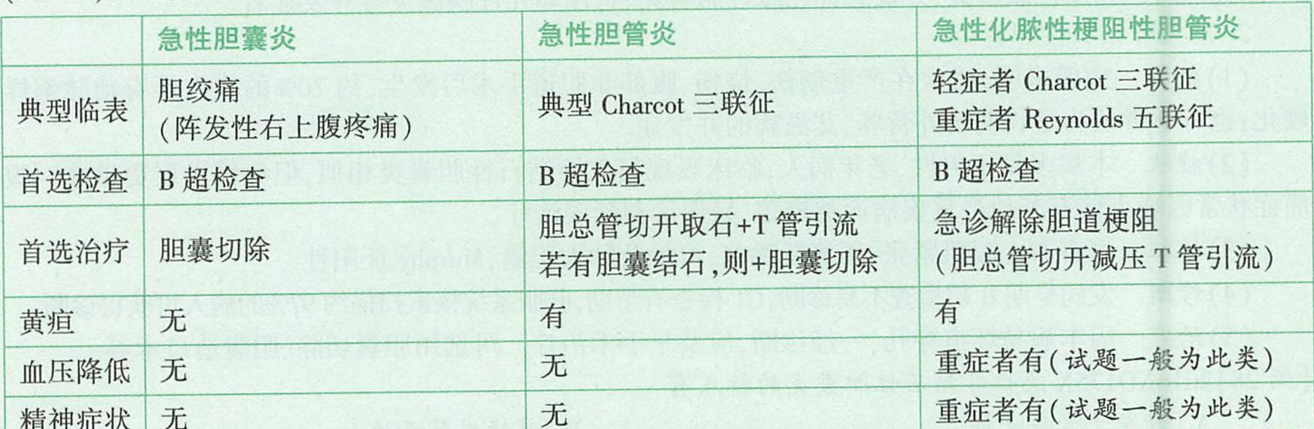 急性胆囊炎 急性胆管炎 急性化脓性梗阻性胆管炎
典型临表 胆绞痛 典型 Charcot 三联征 轻症者 Charcot 三联征
(阵发性右上腹疼痛) 重症者 Reynolds 五联征
首选检查 B 超检查 B 超检查 B 超检查
首选治疗 胆囊切除 胆总管切开取石+T 管引流 急诊解除胆道梗阻
若有胆囊结石,则+胆囊切除 (胆总管切开减压 T 管引流)
黄疸 无 有 有
血压降低 无 无 重症者有(试题一般为此类)
精神症状 无 无 重症者有(试题一般为此类)